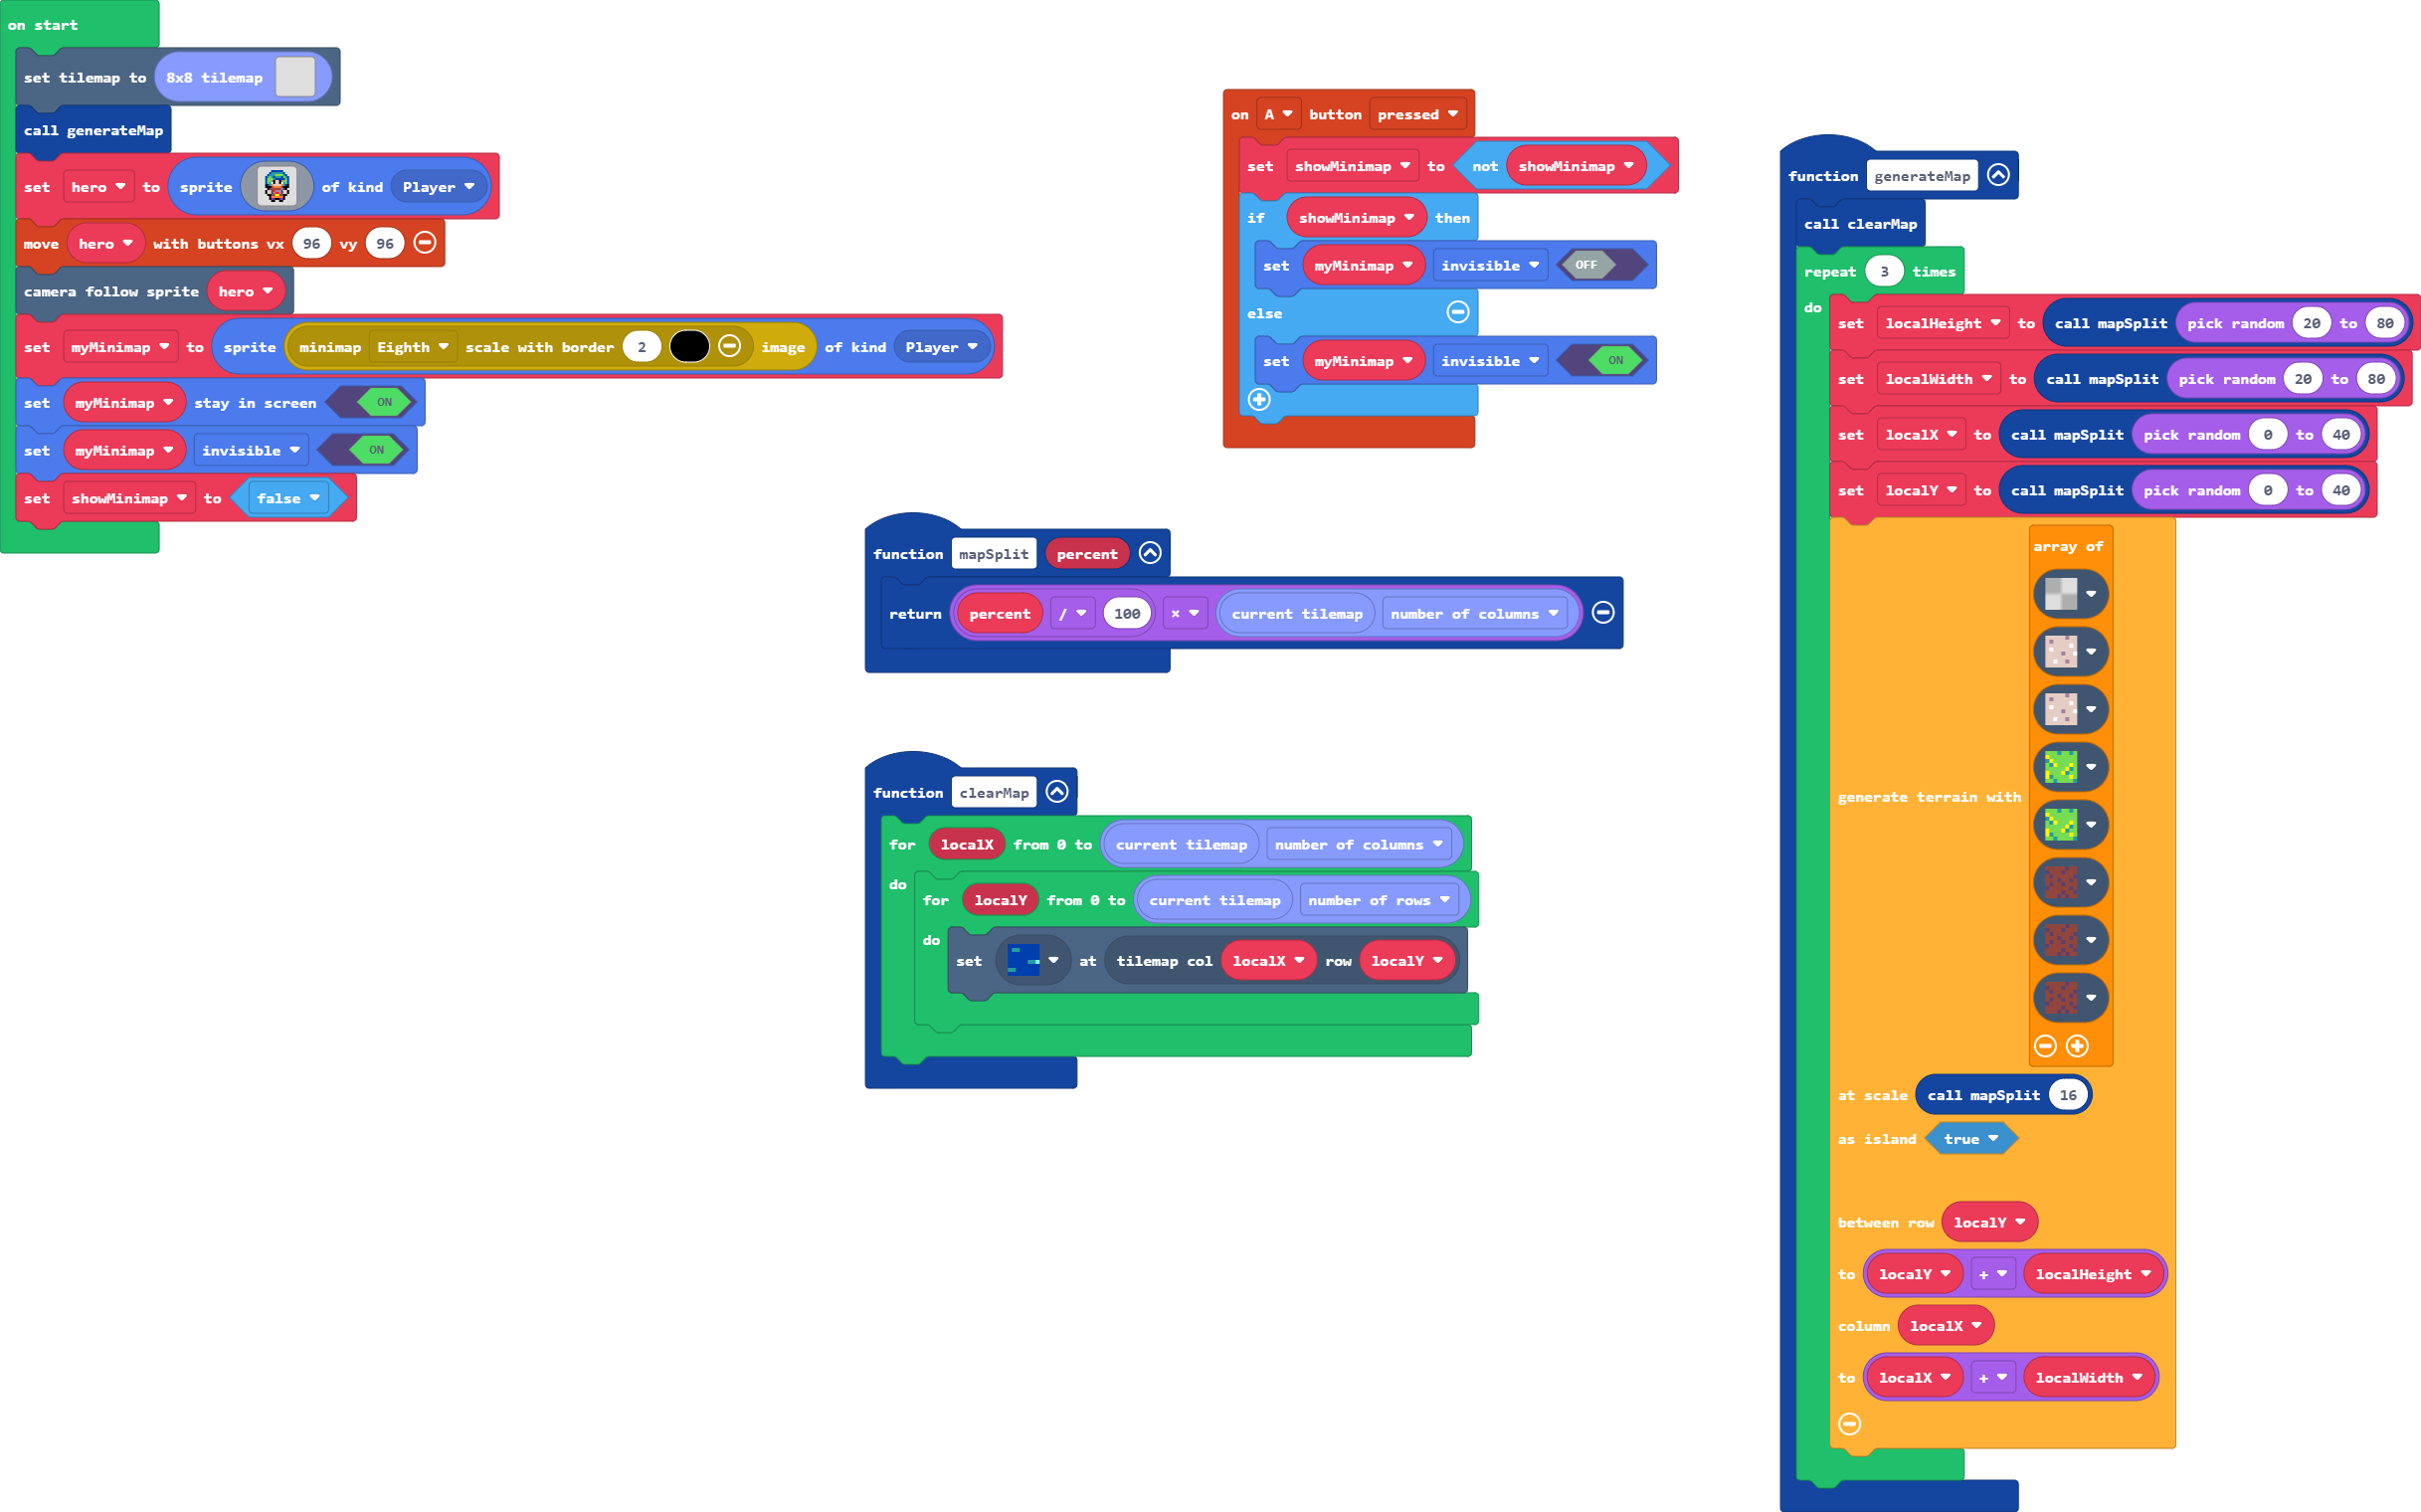 on start
set tilemap to 8x8 tilemap
call generateMap
set hero to sprite of kind Player
move hero with buttons vx 96 vy 96
camera follow sprite hero
set myMinimap to sprite minimap Eighth scale with border 2 image of kind Player
set myMinimap stay in screen ON
set myMinimap invisible ON
set showMinimap to false
on A button pressed
set showMinimap to not showMinimap
if showMinimap then
set myMinimap invisible OFF
else
set myMinimap invisible ON
function mapSplit percent
return percent / 100 × current tilemap number of columns
function clearMap
for localX from 0 to current tilemap number of columns
do
for localY from 0 to current tilemap number of rows
do
set at tilemap col localX row localY
function generateMap
call clearMap
repeat 3 times
do
set localHeight to call mapSplit pick random 20 to 80
set localWidth to call mapSplit pick random 20 to 80
set localX to call mapSplit pick random 0 to 40
set localY to call mapSplit pick random 0 to 40
array of
generate terrain with
at scale call mapSplit 16
as island true
between row localY
to localY + localHeight
column localX
to localX + localWidth